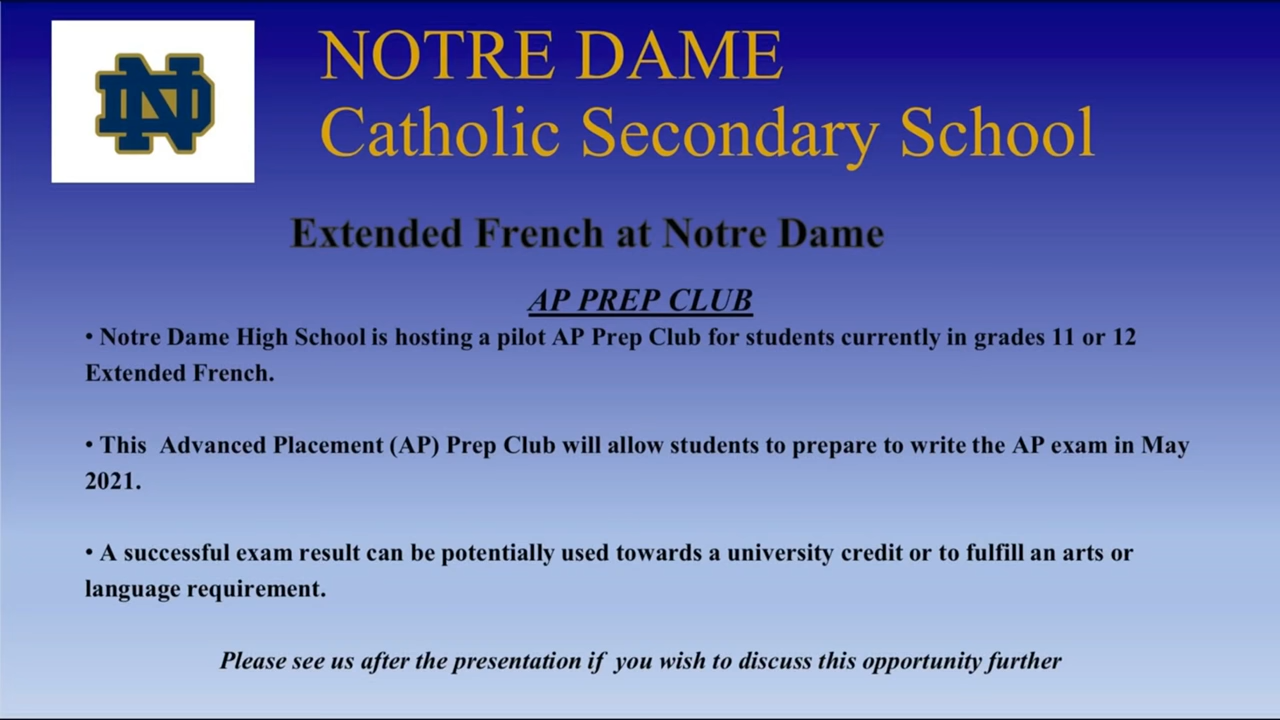 ND
NOTRE DAME
Catholic Secondary School
Extended French at Notre Dame
AP PREP CLUB
• Notre Dame High School is hosting a pilot AP Prep Club for students currently in grades 11 or 12
Extended French.
• This  Advanced Placement (AP) Prep Club will allow students to prepare to write the AP exam in May
2021.
• A successful exam result can be potentially used towards a university credit or to fulfill an arts or
language requirement.
Please see us after the presentation if  you wish to discuss this opportunity further